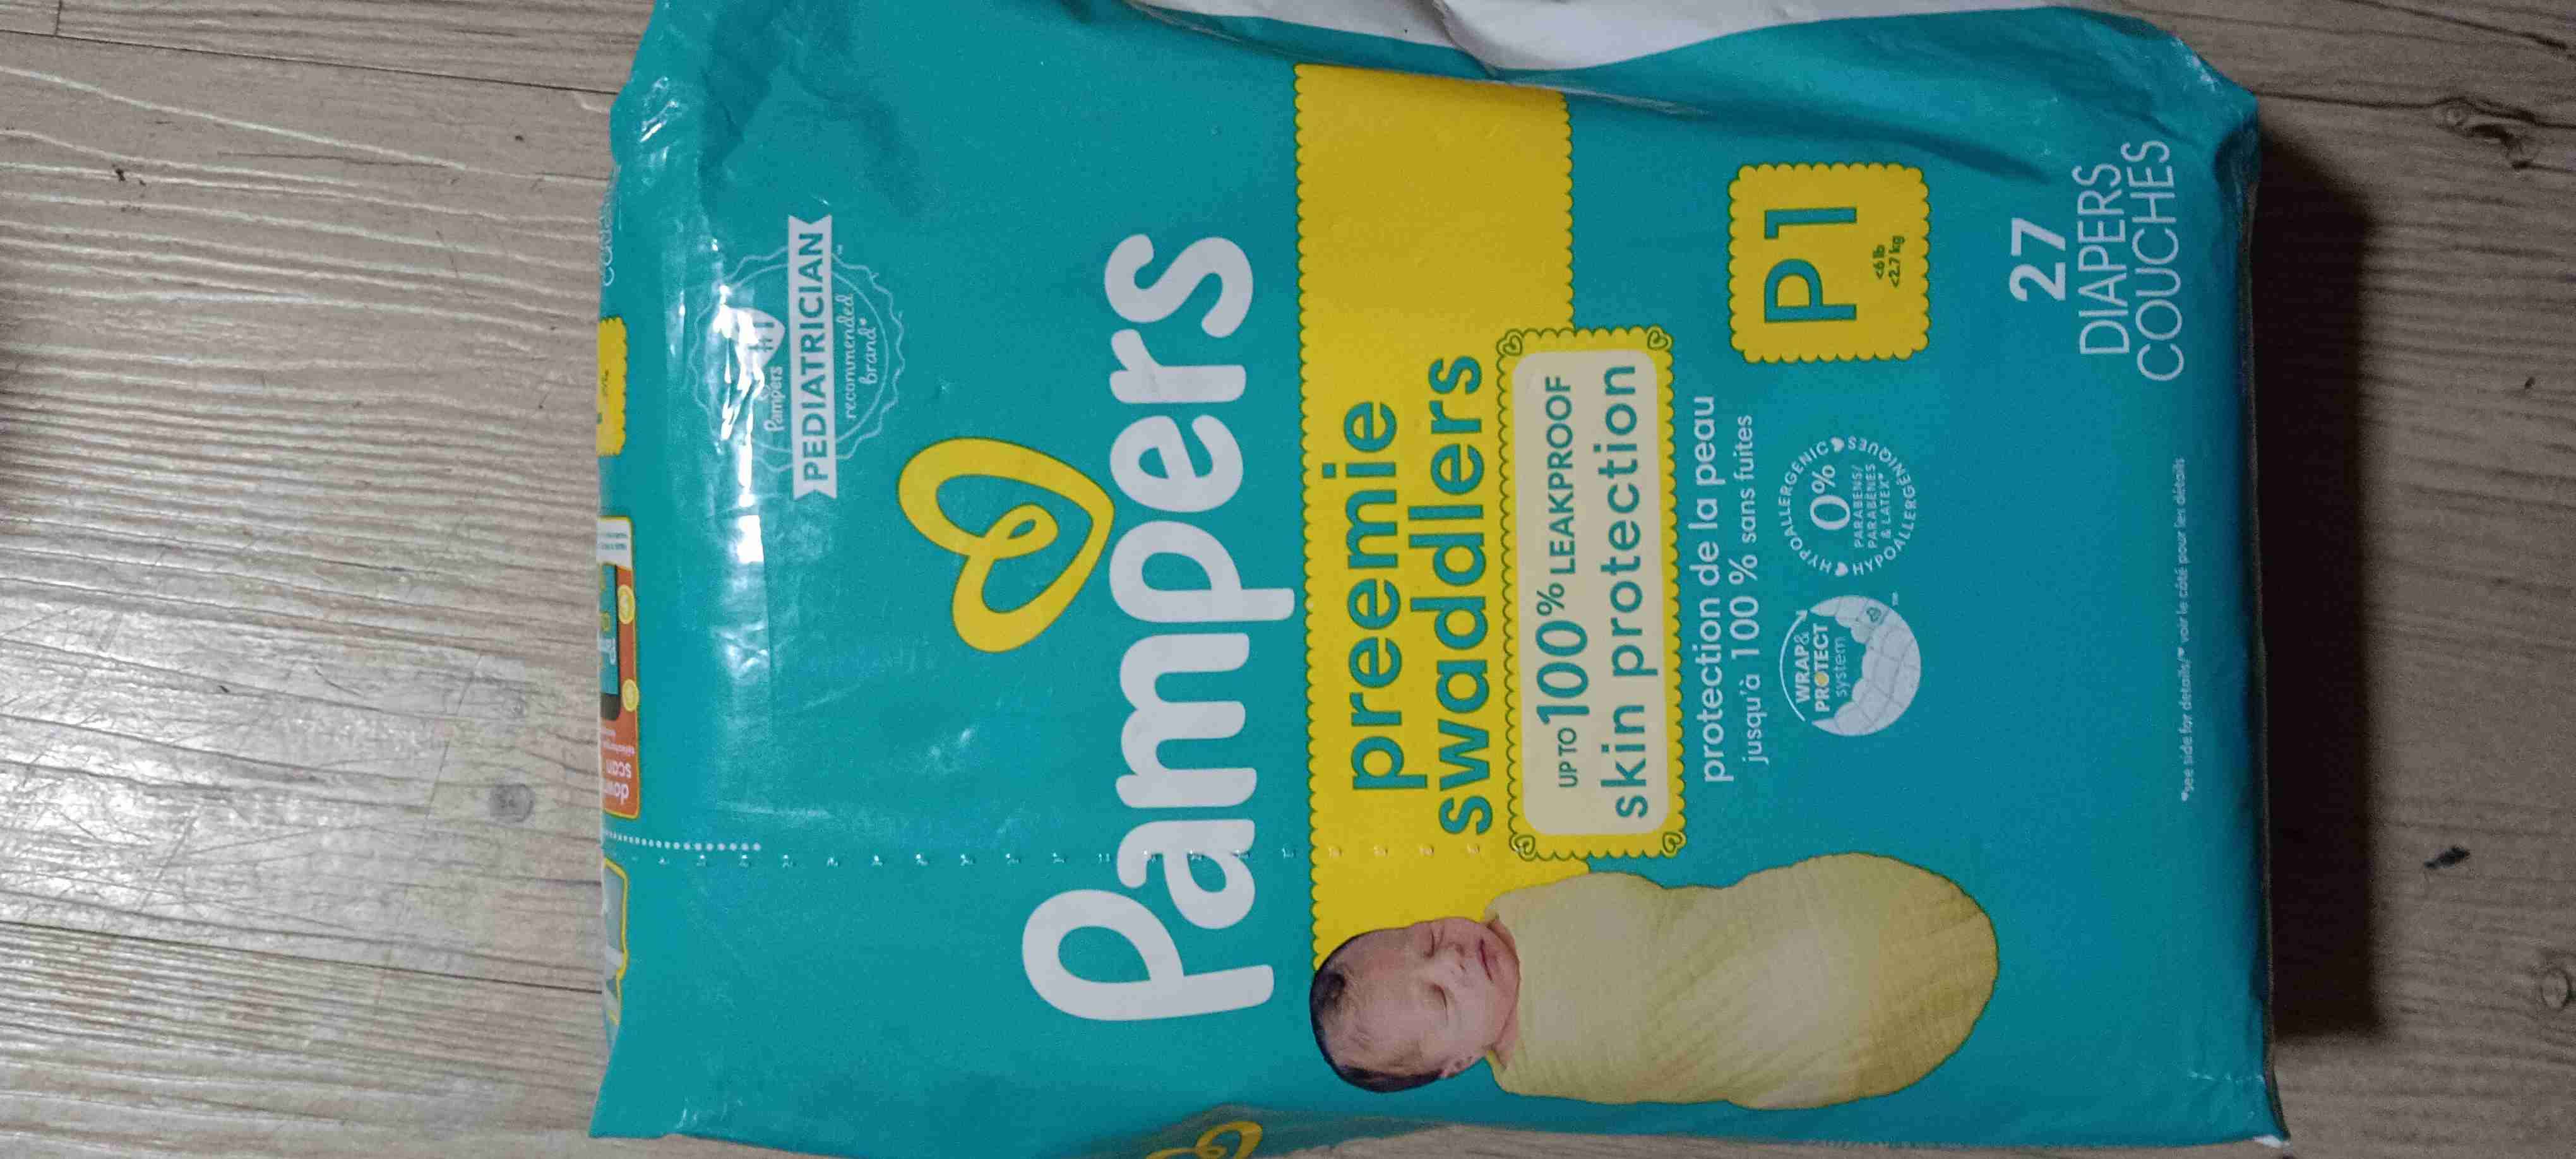 Pampers
PEDIATRICIAN
recommended
brand*
Pampers
preemie
swaddlers
UP TO 100% LEAKPROOF
skin protection
protection de la peau
jusqu'à 100 % sans fuites
WRAP&
PROTECT
system
HYPOALLERGENIC
0%
PARABENS/
PARABÈNES
& LATEX*
HYPOALLERGÉNIQUES
P1
<6 lb
<2.7 kg
27
DIAPERS
COUCHES
*see side for details/* voir le côté pour les détails
scan